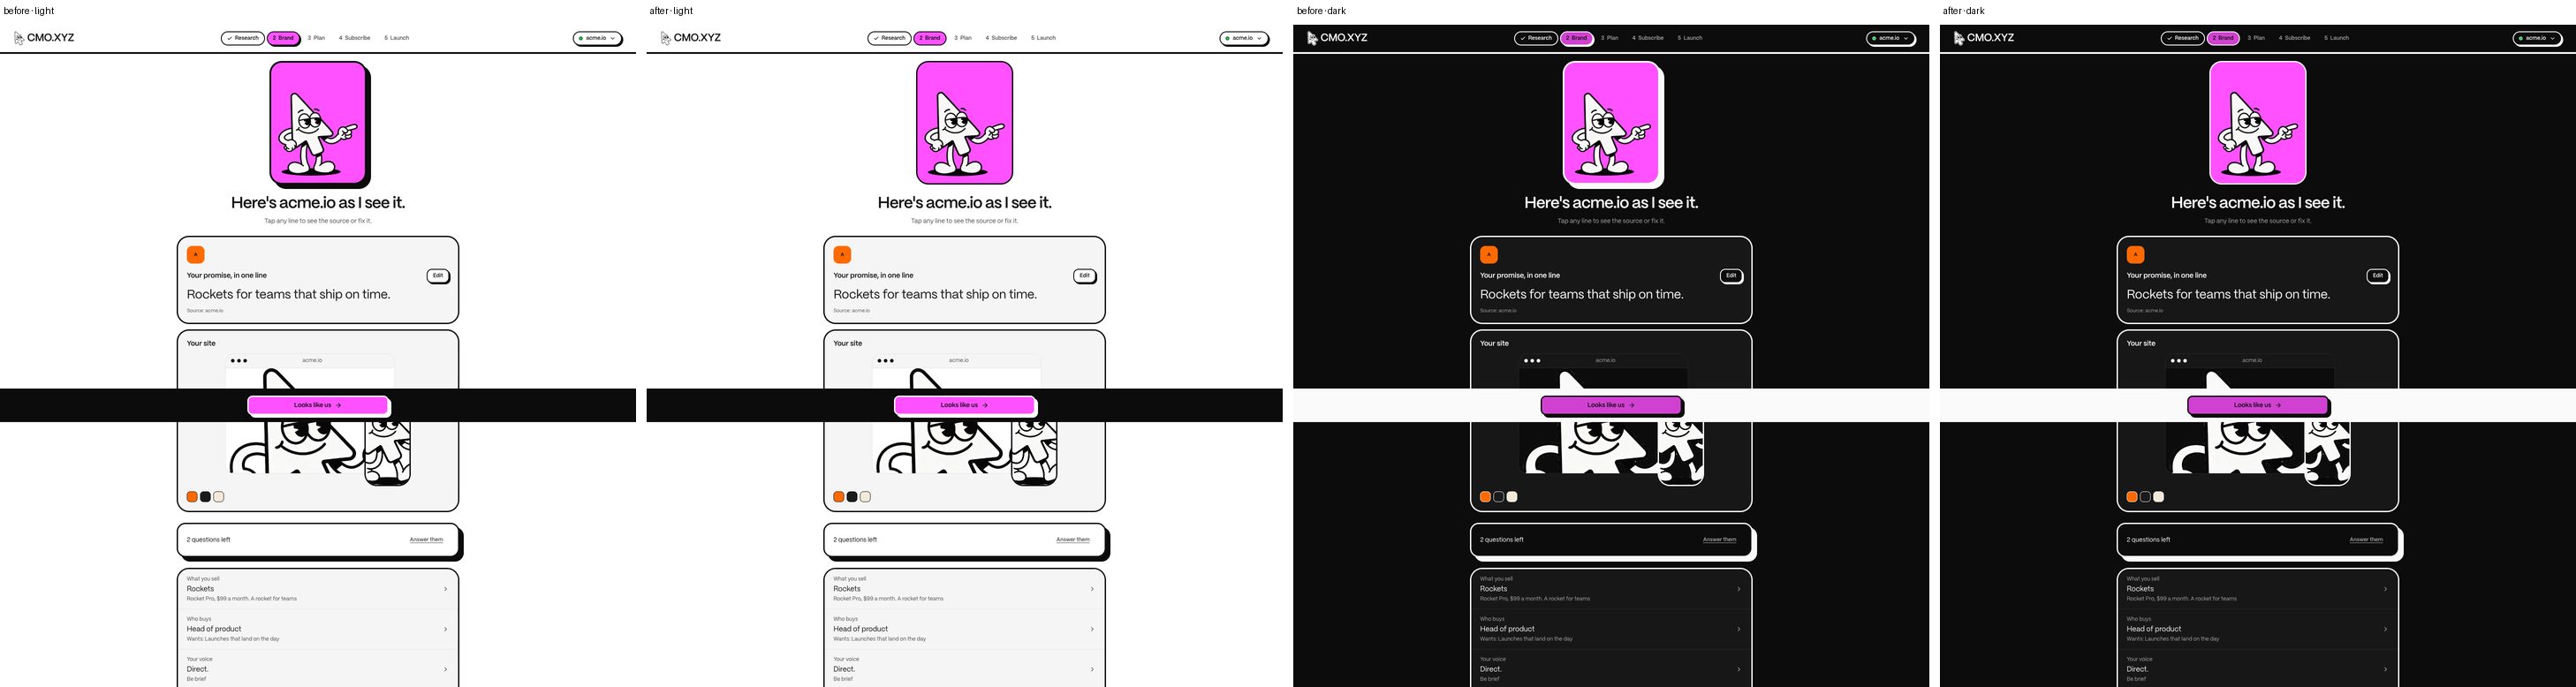 before·light
CMO.XYZ
Research
2 Brand
3 Plan
4 Subscribe
5 Launch
acme.io
Here's acme.io as I see it.
Tap any line to see the source or fix it.
A
Your promise, in one line
Edit
Rockets for teams that ship on time.
Source: acme.io
Your site
acme.io
Looks like us →
2 questions left
Answer them
What you sell
Rockets
Rocket Pro, $99 a month. A rocket for teams
Who buys
Head of product
Wants: Launches that land on the day
Your voice
Direct.
Be brief
after·light
CMO.XYZ
Research
2 Brand
3 Plan
4 Subscribe
5 Launch
acme.io
Here's acme.io as I see it.
Tap any line to see the source or fix it.
A
Your promise, in one line
Edit
Rockets for teams that ship on time.
Source: acme.io
Your site
acme.io
Looks like us →
2 questions left
Answer them
What you sell
Rockets
Rocket Pro, $99 a month. A rocket for teams
Who buys
Head of product
Wants: Launches that land on the day
Your voice
Direct.
Be brief
before·dark
CMO.XYZ
Research
2 Brand
3 Plan
4 Subscribe
5 Launch
acme.io
Here's acme.io as I see it.
Tap any line to see the source or fix it.
A
Your promise, in one line
Edit
Rockets for teams that ship on time.
Source: acme.io
Your site
acme.io
Looks like us →
2 questions left
Answer them
What you sell
Rockets
Rocket Pro, $99 a month. A rocket for teams
Who buys
Head of product
Wants: Launches that land on the day
Your voice
Direct.
Be brief
after·dark
CMO.XYZ
Research
2 Brand
3 Plan
4 Subscribe
5 Launch
acme.io
Here's acme.io as I see it.
Tap any line to see the source or fix it.
A
Your promise, in one line
Edit
Rockets for teams that ship on time.
Source: acme.io
Your site
acme.io
Looks like us →
2 questions left
Answer them
What you sell
Rockets
Rocket Pro, $99 a month. A rocket for teams
Who buys
Head of product
Wants: Launches that land on the day
Your voice
Direct.
Be brief